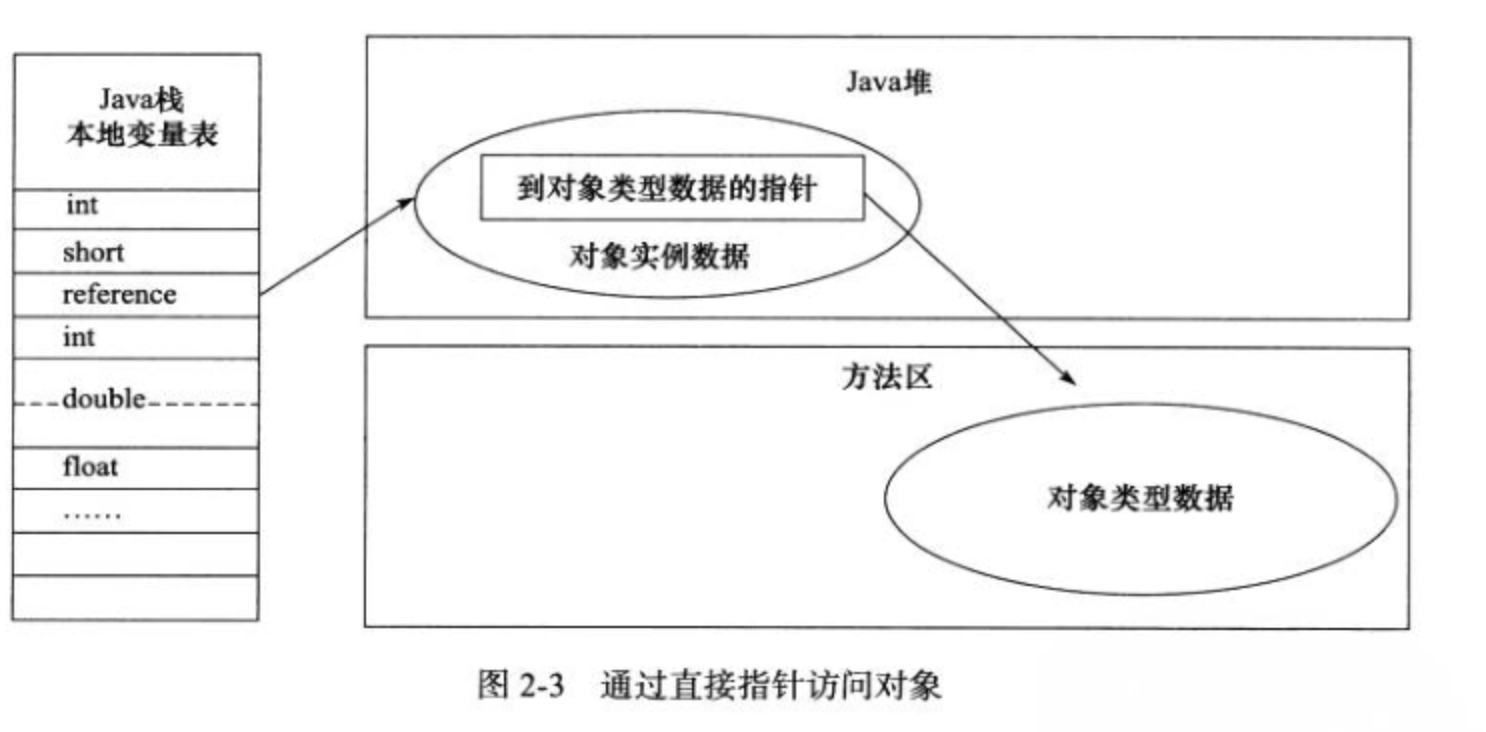 Java栈
本地变量表
int
short
reference
int
double
float
……
Java堆
到对象类型数据的指针
对象实例数据
方法区
对象类型数据
图 2-3 通过直接指针访问对象